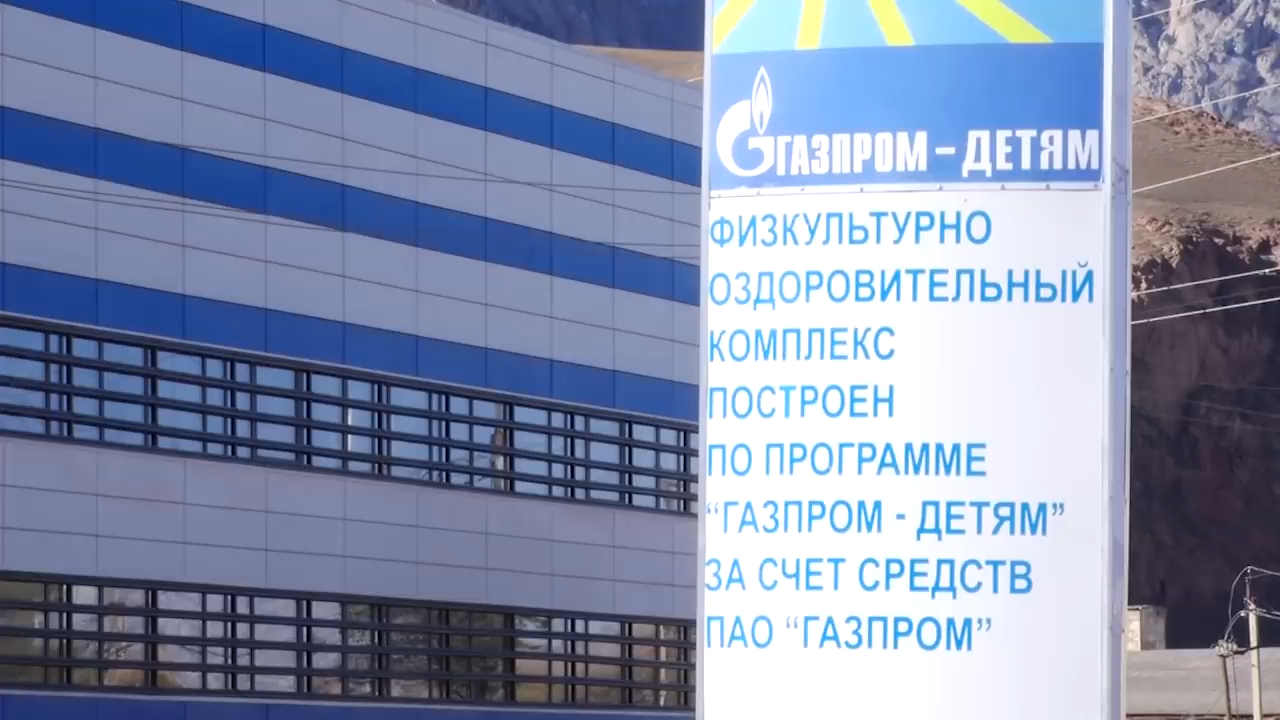 ГАЗПРОМ – ДЕТЯМ
ФИЗКУЛЬТУРНО
ОЗДОРОВИТЕЛЬНЫЙ
КОМПЛЕКС
ПОСТРОЕН
ПО ПРОГРАММЕ
“ГАЗПРОМ - ДЕТЯМ”
ЗА СЧЕТ СРЕДСТВ
ПАО “ГАЗПРОМ”